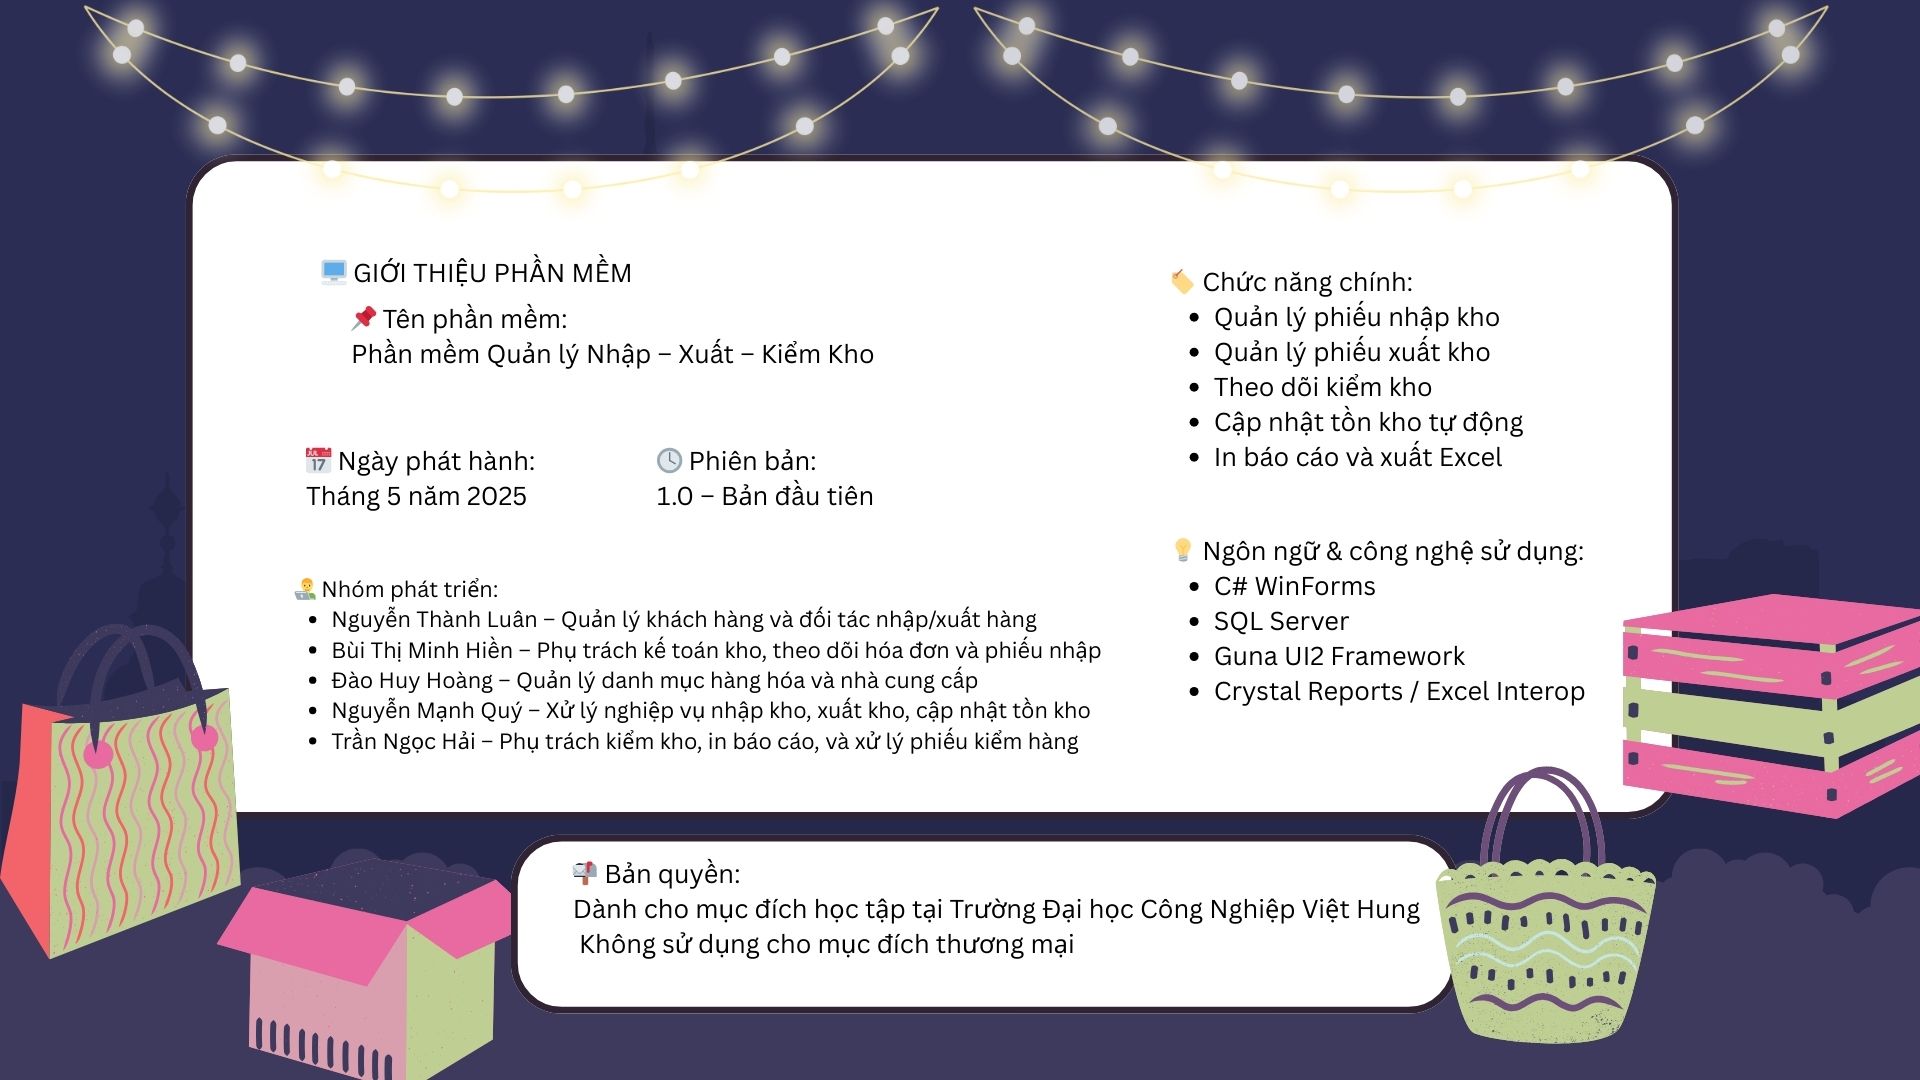 🖥️ GIỚI THIỆU PHẦN MỀM
📌 Tên phần mềm:
Phần mềm Quản lý Nhập – Xuất – Kiểm Kho
📅 Ngày phát hành:
Tháng 5 năm 2025
🕓 Phiên bản:
1.0 – Bản đầu tiên
👨‍💻 Nhóm phát triển:
• Nguyễn Thành Luân – Quản lý khách hàng và đối tác nhập/xuất hàng
• Bùi Thị Minh Hiền – Phụ trách kế toán kho, theo dõi hóa đơn và phiếu nhập
• Đào Huy Hoàng – Quản lý danh mục hàng hóa và nhà cung cấp
• Nguyễn Mạnh Quý – Xử lý nghiệp vụ nhập kho, xuất kho, cập nhật tồn kho
• Trần Ngọc Hải – Phụ trách kiểm kho, in báo cáo, và xử lý phiếu kiểm hàng
🏷️ Chức năng chính:
• Quản lý phiếu nhập kho
• Quản lý phiếu xuất kho
• Theo dõi kiểm kho
• Cập nhật tồn kho tự động
• In báo cáo và xuất Excel
💡 Ngôn ngữ & công nghệ sử dụng:
• C# WinForms
• SQL Server
• Guna UI2 Framework
• Crystal Reports / Excel Interop
📬 Bản quyền:
Dành cho mục đích học tập tại Trường Đại học Công Nghiệp Việt Hung
Không sử dụng cho mục đích thương mại